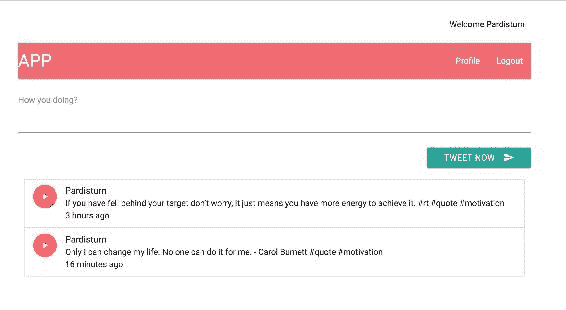 Welcome Pardisturn
APP
Profile Logout
How you doing?
TWEET NOW
Pardisturn
If you have fell behind your target don't worry, it just means you have more energy to achieve it. #rt #quote #motivation
3 hours ago
Pardisturn
Only I can change my life. No one can do it for me. - Carol Burnett #quote #motivation
16 minutes ago